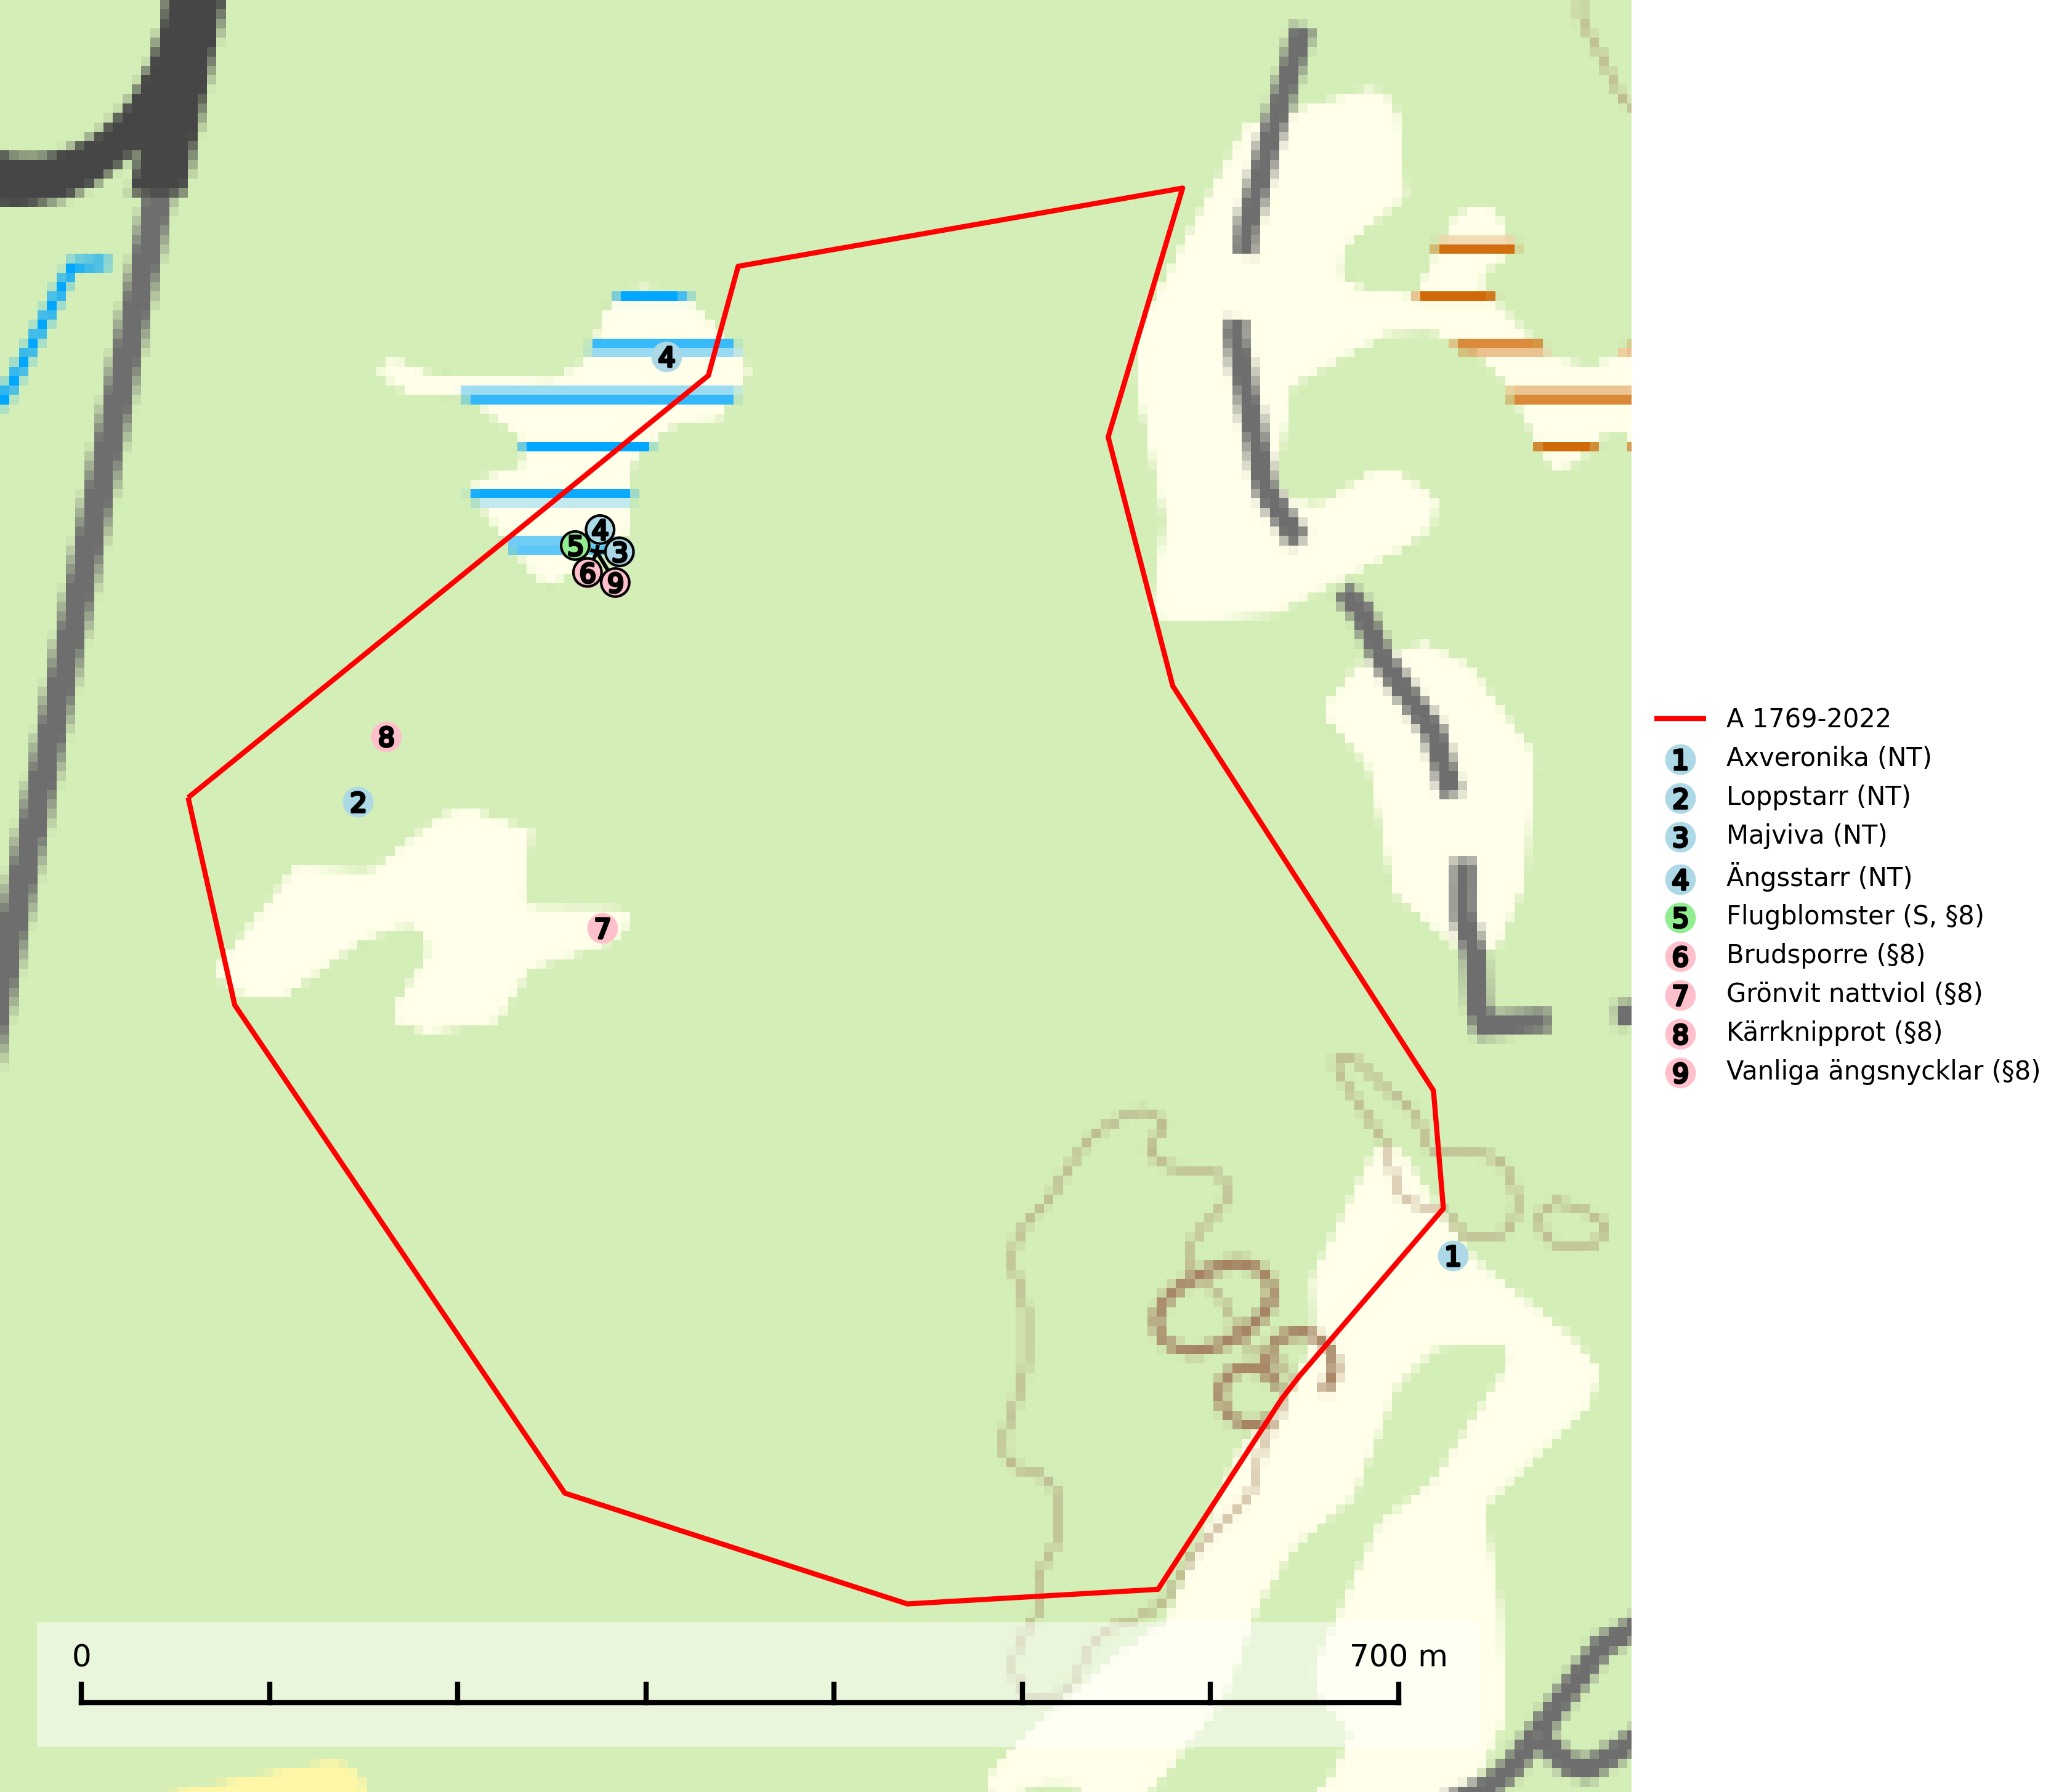 4
4
5
3
6
9
8
2
7
1
0
700 m
A 1769-2022
1 Axveronika (NT)
2 Loppstarr (NT)
3 Majviva (NT)
4 Ängsstarr (NT)
5 Flugblomster (S, §8)
6 Brudsporre (§8)
7 Grönvit nattviol (§8)
8 Kärrknipprot (§8)
9 Vanliga ängsnycklar (§8)